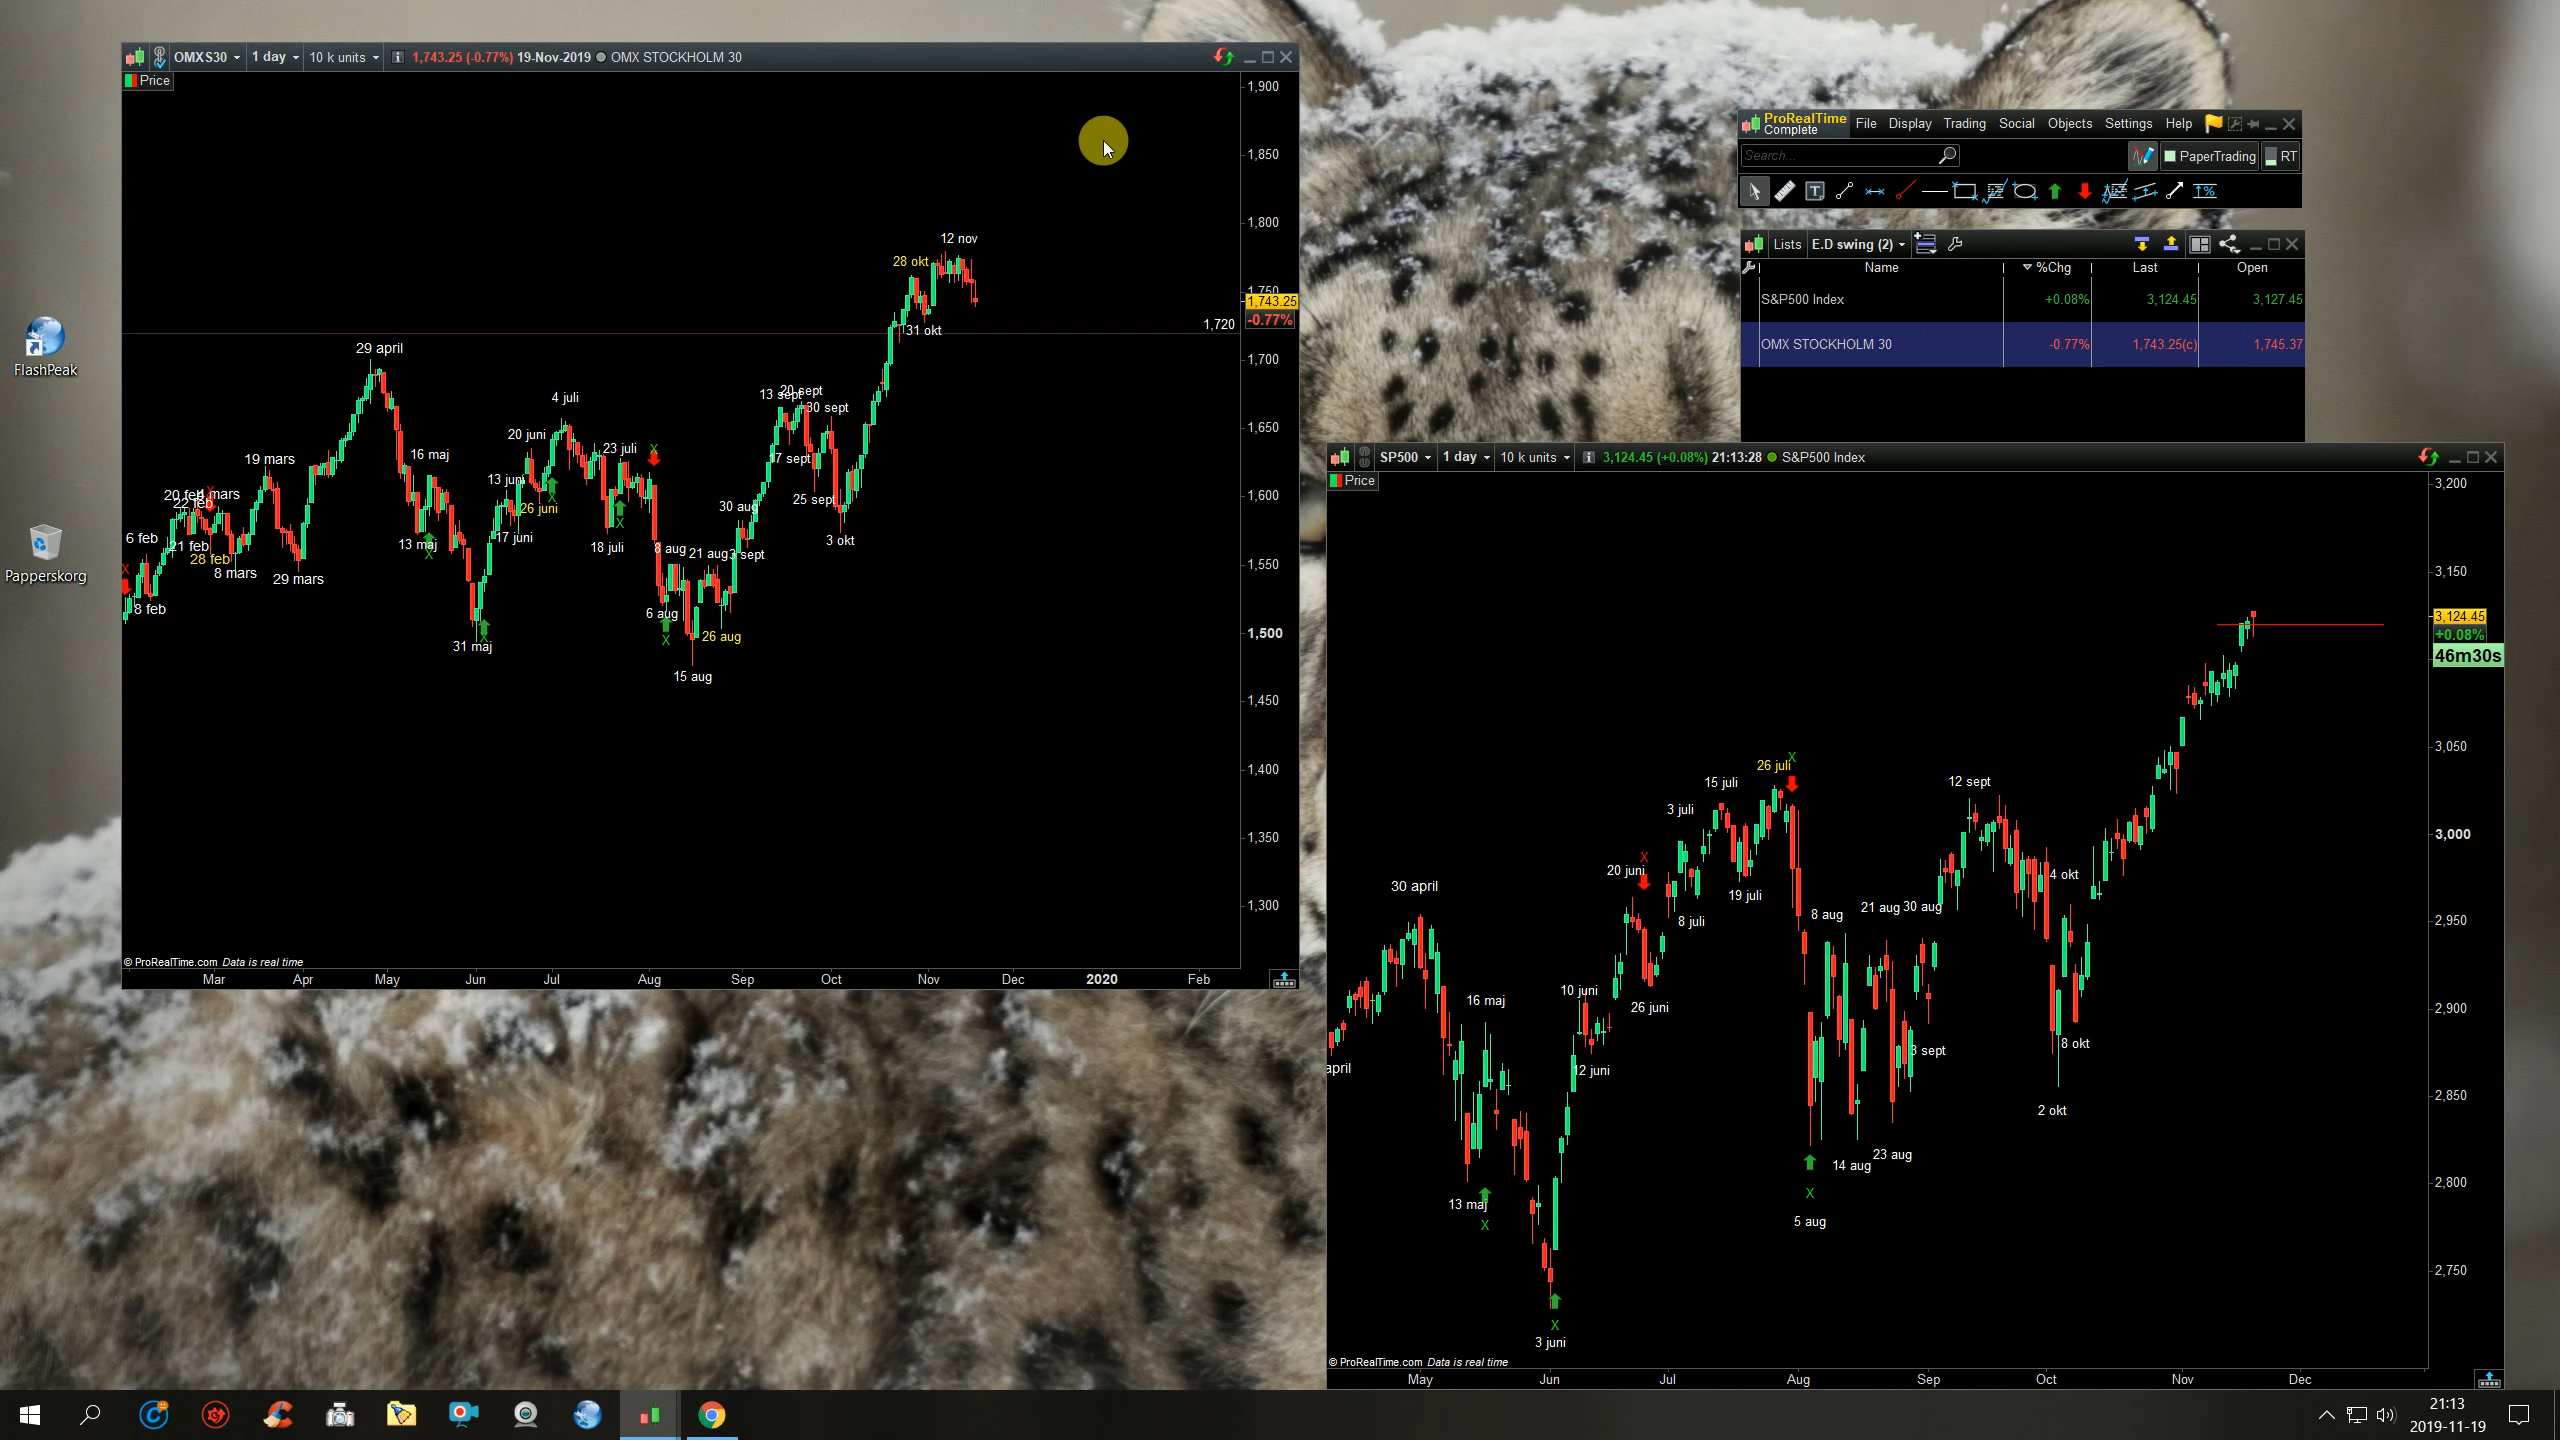 OMXS30 1 day 10 k units 1,743.25 (-0.77%) 19-Nov-2019 OMX STOCKHOLM 30
Price
1,900
1,850
1,800
1,750
1,743.25
-0.77%
1,720
1,700
1,650
1,600
1,550
1,500
1,450
1,400
1,350
1,300
12 nov
28 okt
31 okt
29 april
4 juli
13 sept
20 sept
30 sept
20 juni
23 juli
X
16 maj
19 mars
17 sept
13 juni
X
20 feb
4 mars
22 feb
25 sept
26 juni
30 aug
X
6 feb
21 feb
28 feb
8 mars
29 mars
13 maj
X
17 juni
18 juli
8 aug
21 aug
3 sept
3 okt
X
8 feb
6 aug
X
26 aug
31 maj
X
15 aug
© ProRealTime.com Data is real time
Mar Apr May Jun Jul Aug Sep Oct Nov Dec 2020 Feb
FlashPeak
Papperskorg
ProRealTime
Complete
File Display Trading Social Objects Settings Help
Search...
PaperTrading
RT
Lists E.D swing (2)
Name %Chg Last Open
S&P500 Index +0.08% 3,124.45 3,127.45
OMX STOCKHOLM 30 -0.77% 1,743.25(c) 1,745.37
SP500 1 day 10 k units 3,124.45 (+0.08%) 21:13:28 S&P500 Index
Price
3,200
3,150
3,124.45
+0.08%
46m30s
3,050
3,000
2,950
2,900
2,850
2,800
2,750
26 juli
X
15 juli
12 sept
3 juli
X
20 juni
4 okt
30 april
19 juli
8 juli
8 aug
21 aug
30 aug
10 juni
16 maj
26 juni
8 okt
3 sept
april
12 juni
2 okt
23 aug
14 aug
13 maj
X
X
5 aug
X
3 juni
© ProRealTime.com Data is real time
May Jun Jul Aug Sep Oct Nov Dec
21:13
2019-11-19